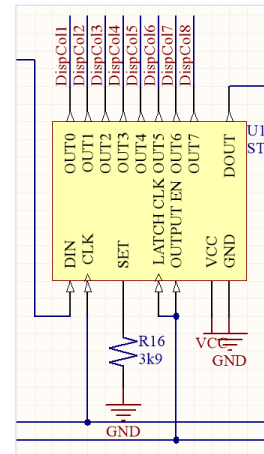 DispCol1
DispCol2
DispCol3
DispCol4
DispCol5
DispCol6
DispCol7
DispCol8
OUT0
OUT1
OUT2
OUT3
OUT4
OUT5
OUT6
OUT7
DOUT
U1
ST
DIN
CLK
SET
LATCH CLK
OUTPUT EN
VCC
GND
R16
3k9
VCC
GND
GND